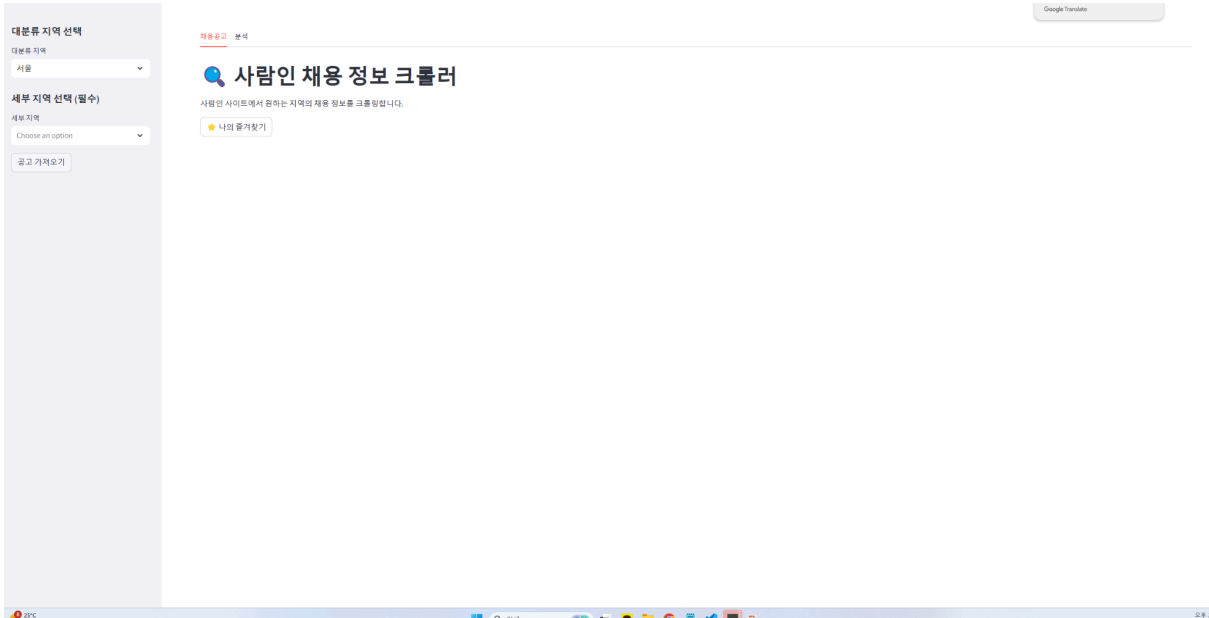 Google Translate
대분류 지역 선택
대분류 지역
서울
세부 지역 선택 (필수)
세부 지역
Choose an option
공고 가져오기
채용공고 분석
사람인 채용 정보 크롤러
사람인 사이트에서 원하는 지역의 채용 정보를 크롤링합니다.
나의 즐겨찾기
25°C
오후